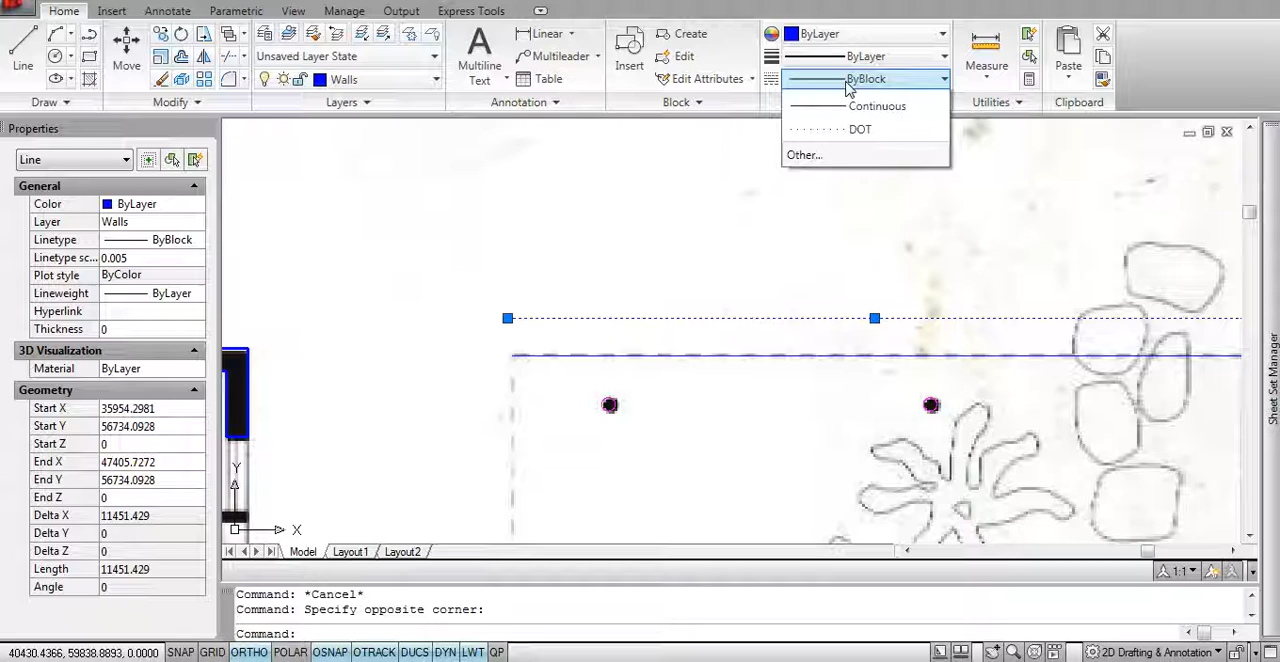 Home Insert Annotate Parametric View Manage Output Express Tools
Line
Move
Unsaved Layer State
Walls
Multiline
Text
Linear
Multileader
Table
Insert
Create
Edit
Edit Attributes
ByLayer
ByLayer
ByBlock
Continuous
DOT
Other...
Measure
Paste
Draw Modify Layers Annotation Block Utilities Clipboard
Properties
Line
General
Color ByLayer
Layer Walls
Linetype ByBlock
Linetype sc... 0.005
Plot style ByColor
Lineweight ByLayer
Hyperlink
Thickness 0
3D Visualization
Material ByLayer
Geometry
Start X 35954.2981
Start Y 56734.0928
Start Z 0
End X 47405.7272
End Y 56734.0928
End Z 0
Delta X 11451.429
Delta Y 0
Delta Z 0
Length 11451.429
Angle 0
Y
X
Sheet Set Manager
Model Layout1 Layout2
1:1
Command: *Cancel*
Command: Specify opposite corner:
Command:
40430.4366, 59838.8893, 0.0000 SNAP GRID ORTHO POLAR OSNAP OTRACK DUCS DYN LWT QP 2D Drafting & Annotation